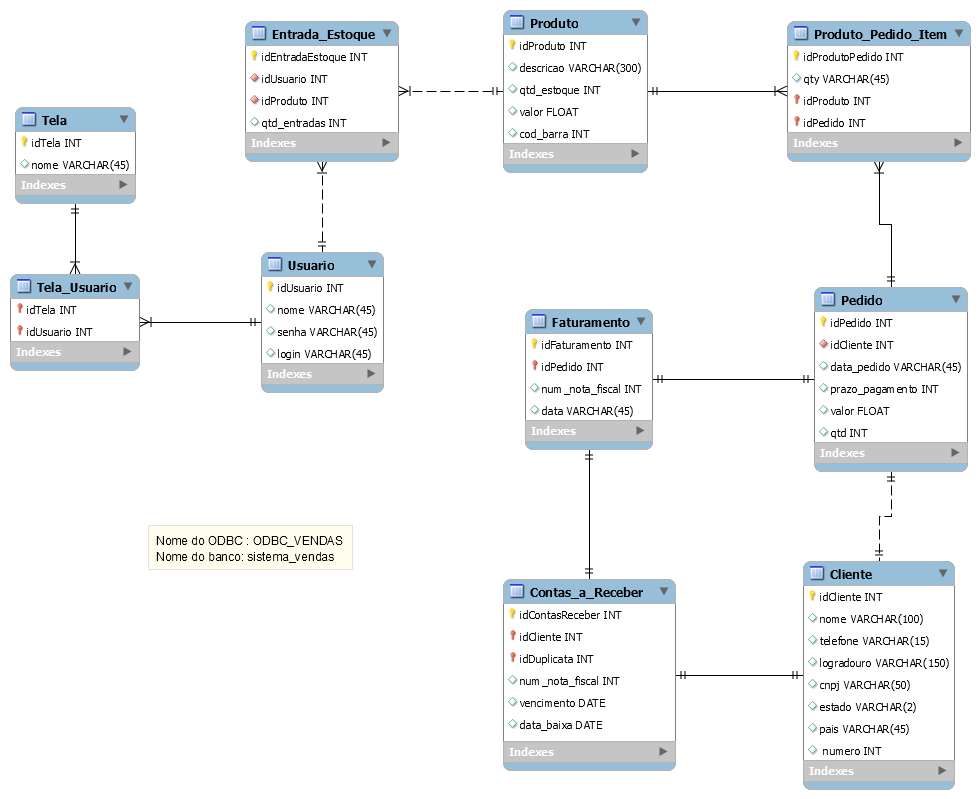 Tela
idTela INT
nome VARCHAR(45)
Indexes
Tela_Usuario
idTela INT
idUsuario INT
Indexes
Entrada_Estoque
idEntradaEstoque INT
idUsuario INT
idProduto INT
qtd_entradas INT
Indexes
Usuario
idUsuario INT
nome VARCHAR(45)
senha VARCHAR(45)
login VARCHAR(45)
Indexes
Produto
idProduto INT
descricao VARCHAR(300)
qtd_estoque INT
valor FLOAT
cod_barra INT
Indexes
Produto_Pedido_Item
idProdutoPedido INT
qty VARCHAR(45)
idProduto INT
idPedido INT
Indexes
Faturamento
idFaturamento INT
idPedido INT
num_nota_fiscal INT
data VARCHAR(45)
Indexes
Pedido
idPedido INT
idCliente INT
data_pedido VARCHAR(45)
prazo_pagamento INT
valor FLOAT
qtd INT
Indexes
Nome do ODBC : ODBC_VENDAS
Nome do banco: sistema_vendas
Contas_a_Receber
idContasReceber INT
idCliente INT
idDuplicata INT
num_nota_fiscal INT
vencimento DATE
data_baixa DATE
Indexes
Cliente
idCliente INT
nome VARCHAR(100)
telefone VARCHAR(15)
logradouro VARCHAR(150)
cnpj VARCHAR(50)
estado VARCHAR(2)
pais VARCHAR(45)
numero INT
Indexes